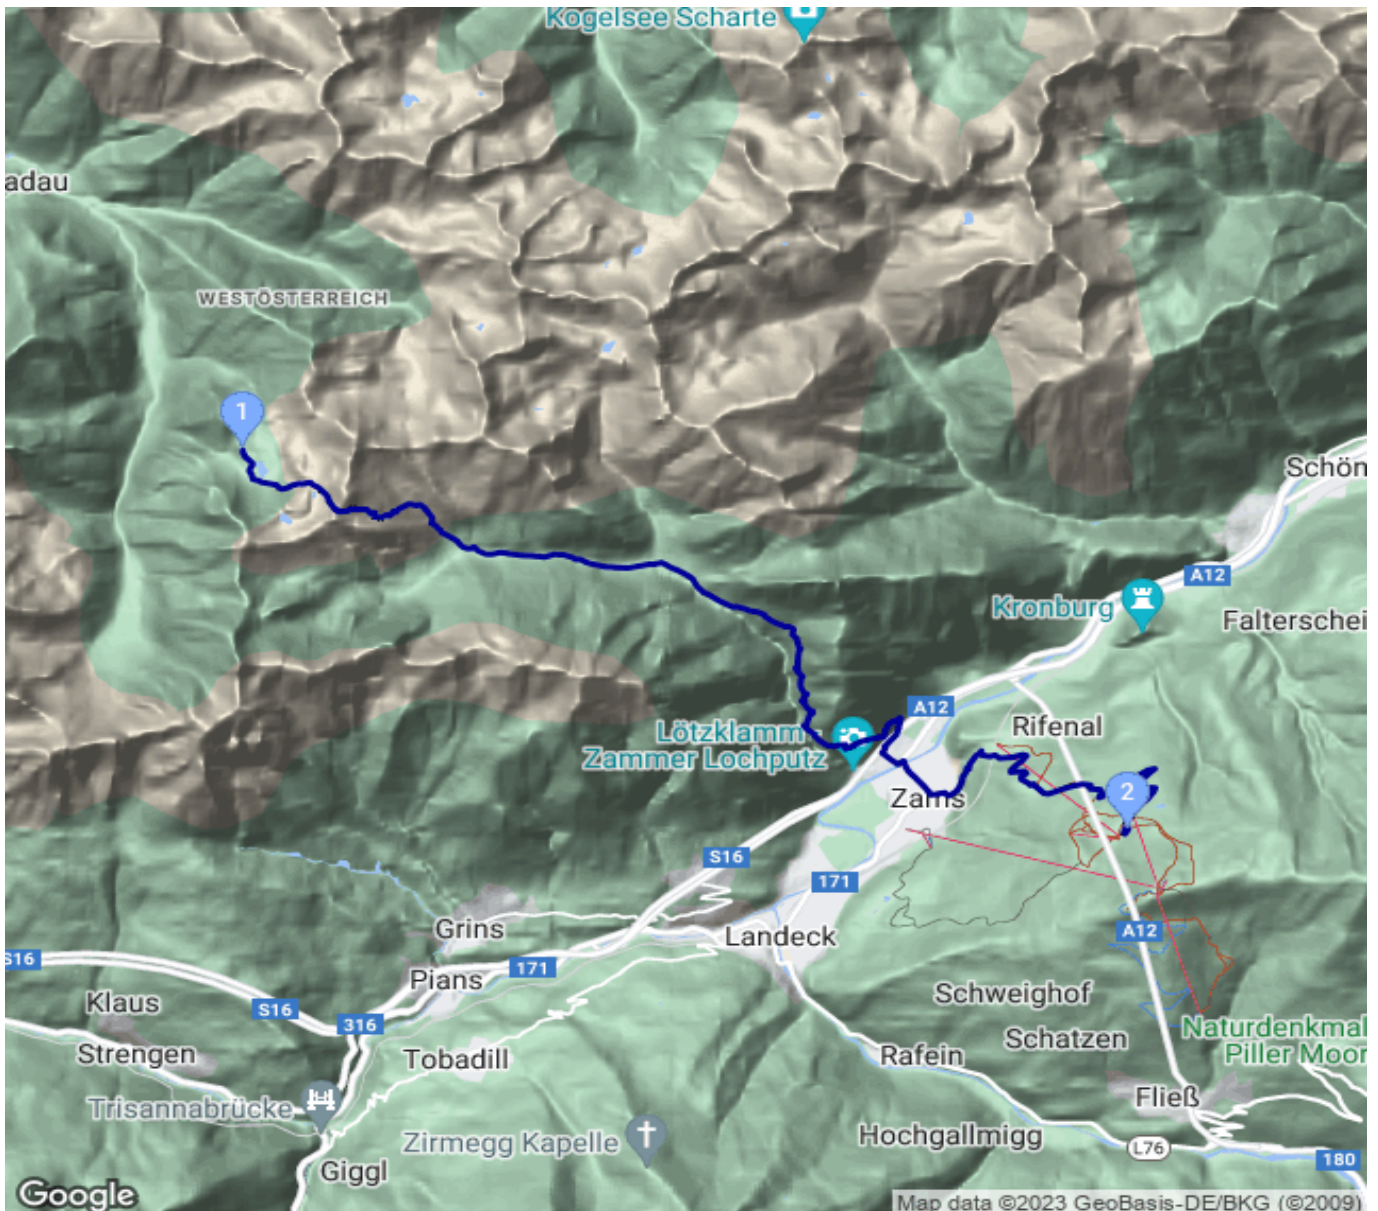 Kogelsee Scharte
adau
WESTÖSTERREICH
1
Schön
A12
Kronburg
Falterschei
A12
Rifenal
Lötzklamm
Zammer Lochputz
2
Zams
S16
171
Grins
Landeck
A12
S16
171
Pians
Klaus
S16
316
Schweighof
Strengen
Tobadill
Schatzen
Naturdenkmal
Piller Moor
Rafein
Trisannabrücke
Fließ
Zirmegg Kapelle
Hochgallmigg
L76
180
Giggl
Google
Map data ©2023 GeoBasis-DE/BKG (©2009)